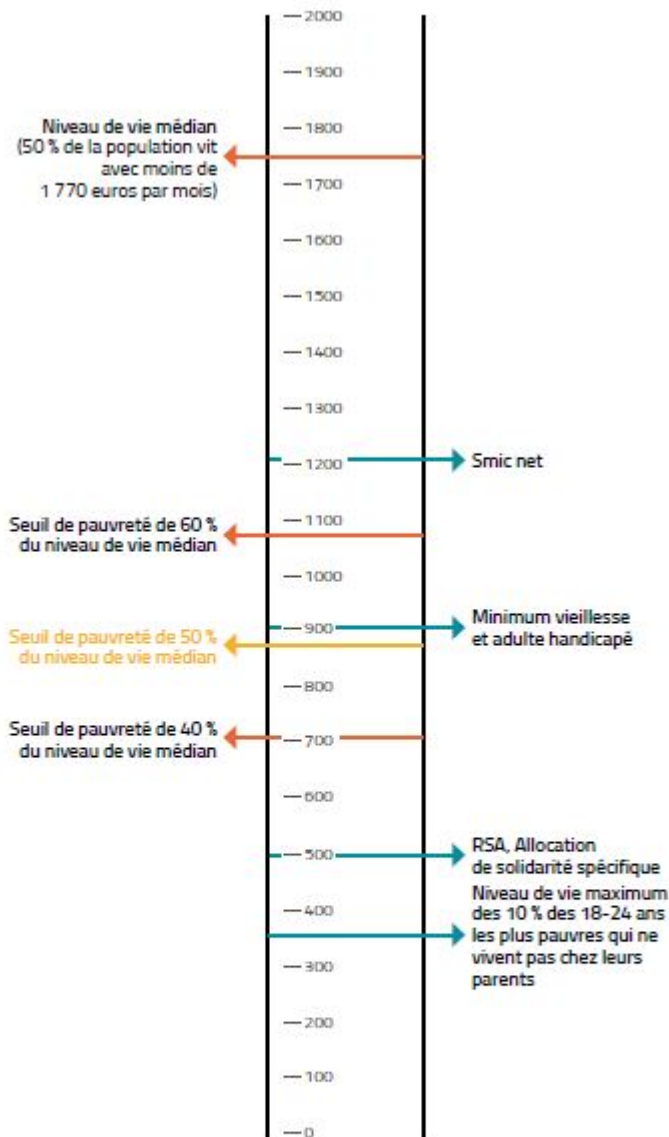 2000
1900
Niveau de vie médian
(50 % de la population vit
avec moins de
1 770 euros par mois)
1800
1700
1600
1500
1400
1300
1200
Smic net
Seuil de pauvreté de 60 %
du niveau de vie médian
1100
1000
Minimum vieillesse
et adulte handicapé
900
Seuil de pauvreté de 50 %
du niveau de vie médian
800
Seuil de pauvreté de 40 %
du niveau de vie médian
700
600
RSA, Allocation
de solidarité spécifique
500
Niveau de vie maximum
des 10 % des 18-24 ans
les plus pauvres qui ne
vivent pas chez leurs
parents
400
300
200
100
0